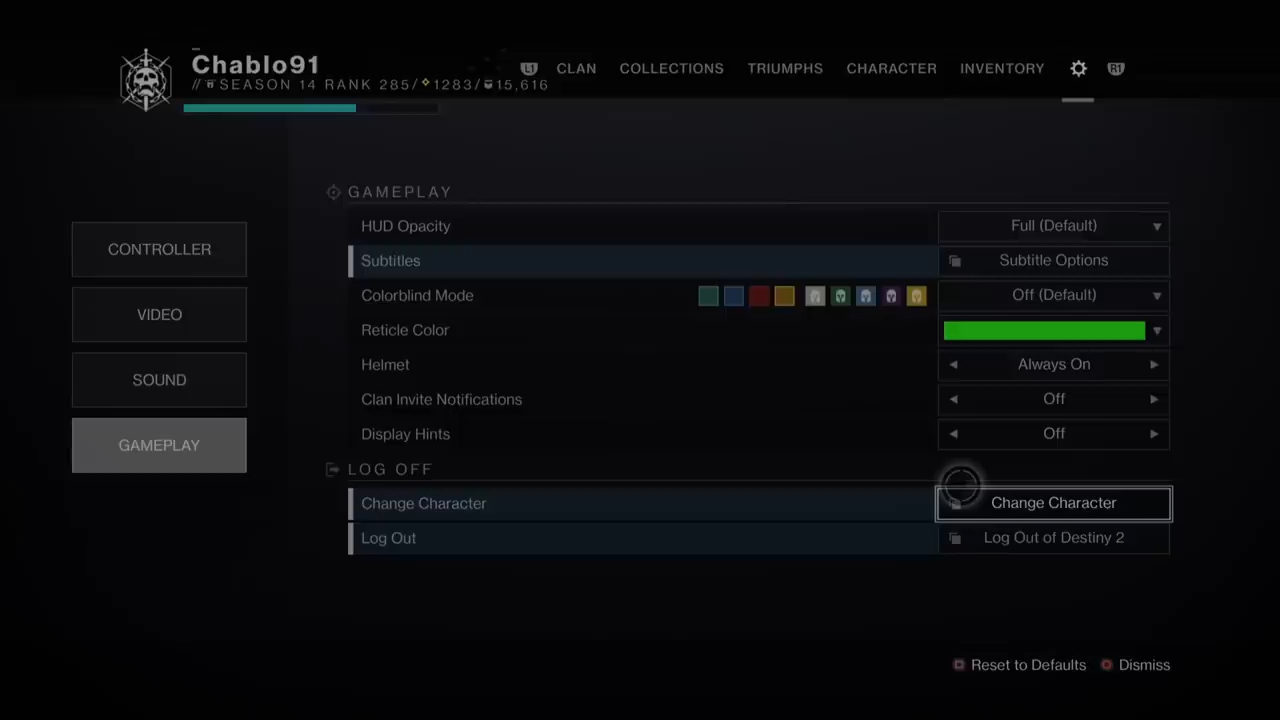 Chablo91
// SEASON 14 RANK 285/ 1283/ 15,616
L1 CLAN COLLECTIONS TRIUMPHS CHARACTER INVENTORY R1
CONTROLLER
VIDEO
SOUND
GAMEPLAY
GAMEPLAY
HUD Opacity Full (Default)
Subtitles Subtitle Options
Colorblind Mode Off (Default)
Reticle Color
Helmet Always On
Clan Invite Notifications Off
Display Hints Off
LOG OFF
Change Character Change Character
Log Out Log Out of Destiny 2
Reset to Defaults Dismiss